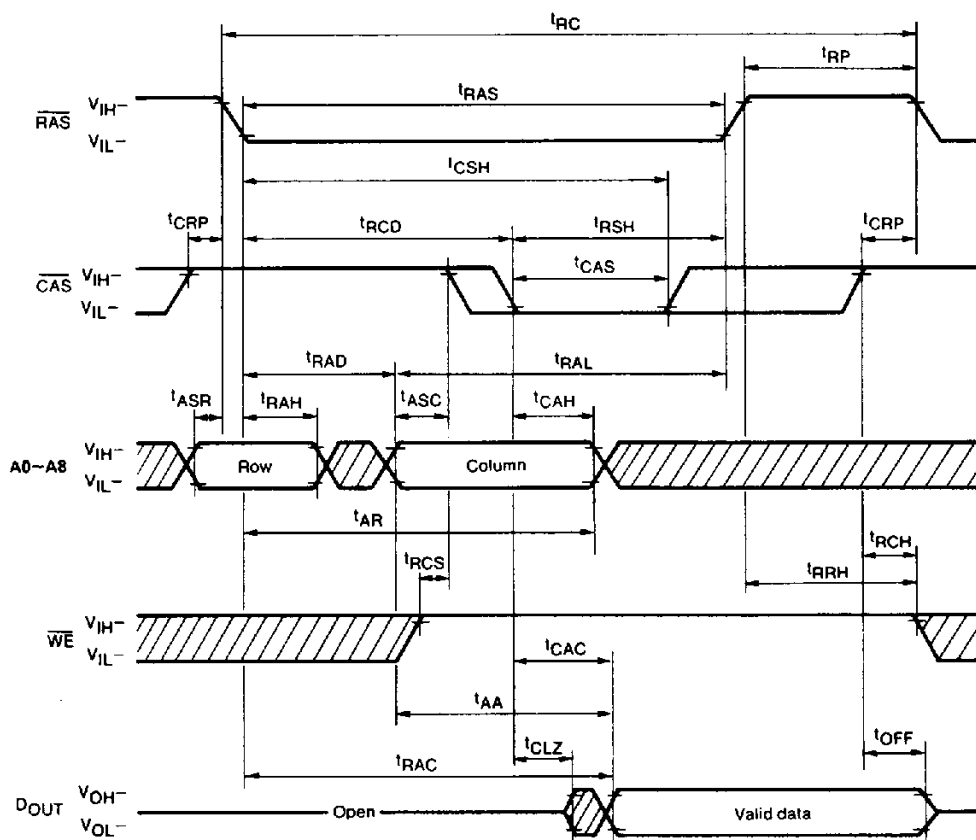 tRC
tRP
tRAS
RAS VIH–
VIL–
tCSH
tCRP tRCD tRSH tCRP
tCAS
CAS VIH–
VIL–
tRAD tRAL
tASR tRAH tASC tCAH
A0~A8 VIH– Row Column
VIL–
tAR
tRCS tRCH
tRRH
WE VIH–
VIL–
tCAC
tAA
tCLZ tOFF
tRAC
DOUT VOH– Open Valid data
VOL–